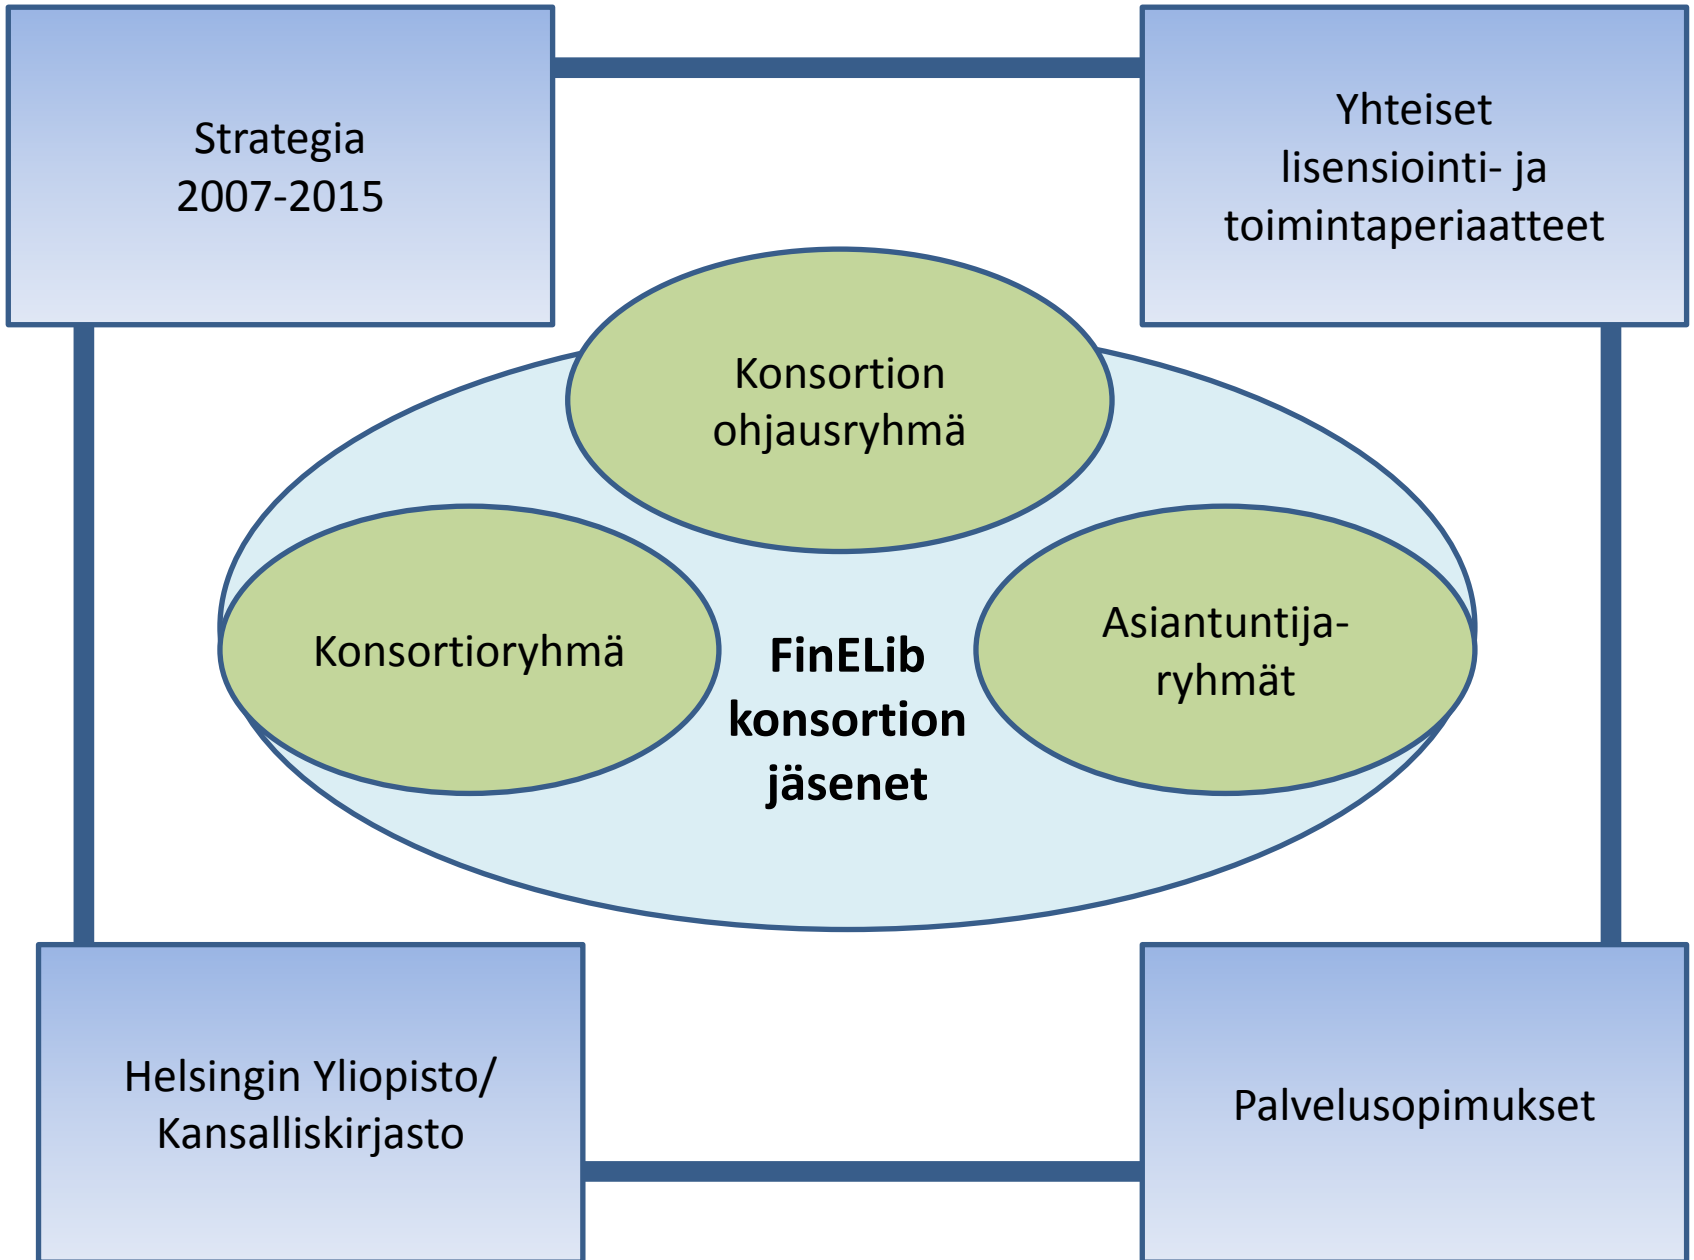 Strategia
2007-2015
Yhteiset
lisensiointi- ja
toimintaperiaatteet
Konsortion
ohjausryhmä
Konsortioryhmä
FinELib
konsortion
jäsenet
Asiantuntija-
ryhmät
Helsingin Yliopisto/
Kansalliskirjasto
Palvelusopimukset